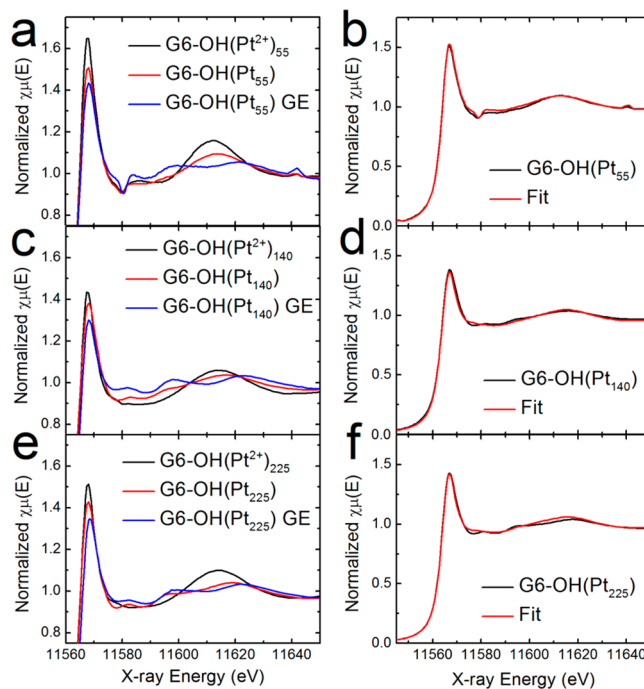 a
Normalized χμ(E)
1.6
1.4
1.2
1.0
0.8
G6-OH(Pt²⁺)₅₅
G6-OH(Pt₅₅)
G6-OH(Pt₅₅) GE
b
Normalized χμ(E)
1.5
1.0
0.5
0.0
G6-OH(Pt₅₅)
Fit
c
Normalized χμ(E)
1.6
1.4
1.2
1.0
0.8
G6-OH(Pt²⁺)₁₄₀
G6-OH(Pt₁₄₀)
G6-OH(Pt₁₄₀) GE
d
Normalized χμ(E)
1.5
1.0
0.5
0.0
G6-OH(Pt₁₄₀)
Fit
e
Normalized χμ(E)
1.6
1.4
1.2
1.0
0.8
G6-OH(Pt²⁺)₂₂₅
G6-OH(Pt₂₂₅)
G6-OH(Pt₂₂₅) GE
11560 11580 11600 11620 11640
X-ray Energy (eV)
f
Normalized χμ(E)
1.5
1.0
0.5
0.0
G6-OH(Pt₂₂₅)
Fit
11560 11580 11600 11620 11640
X-ray Energy (eV)